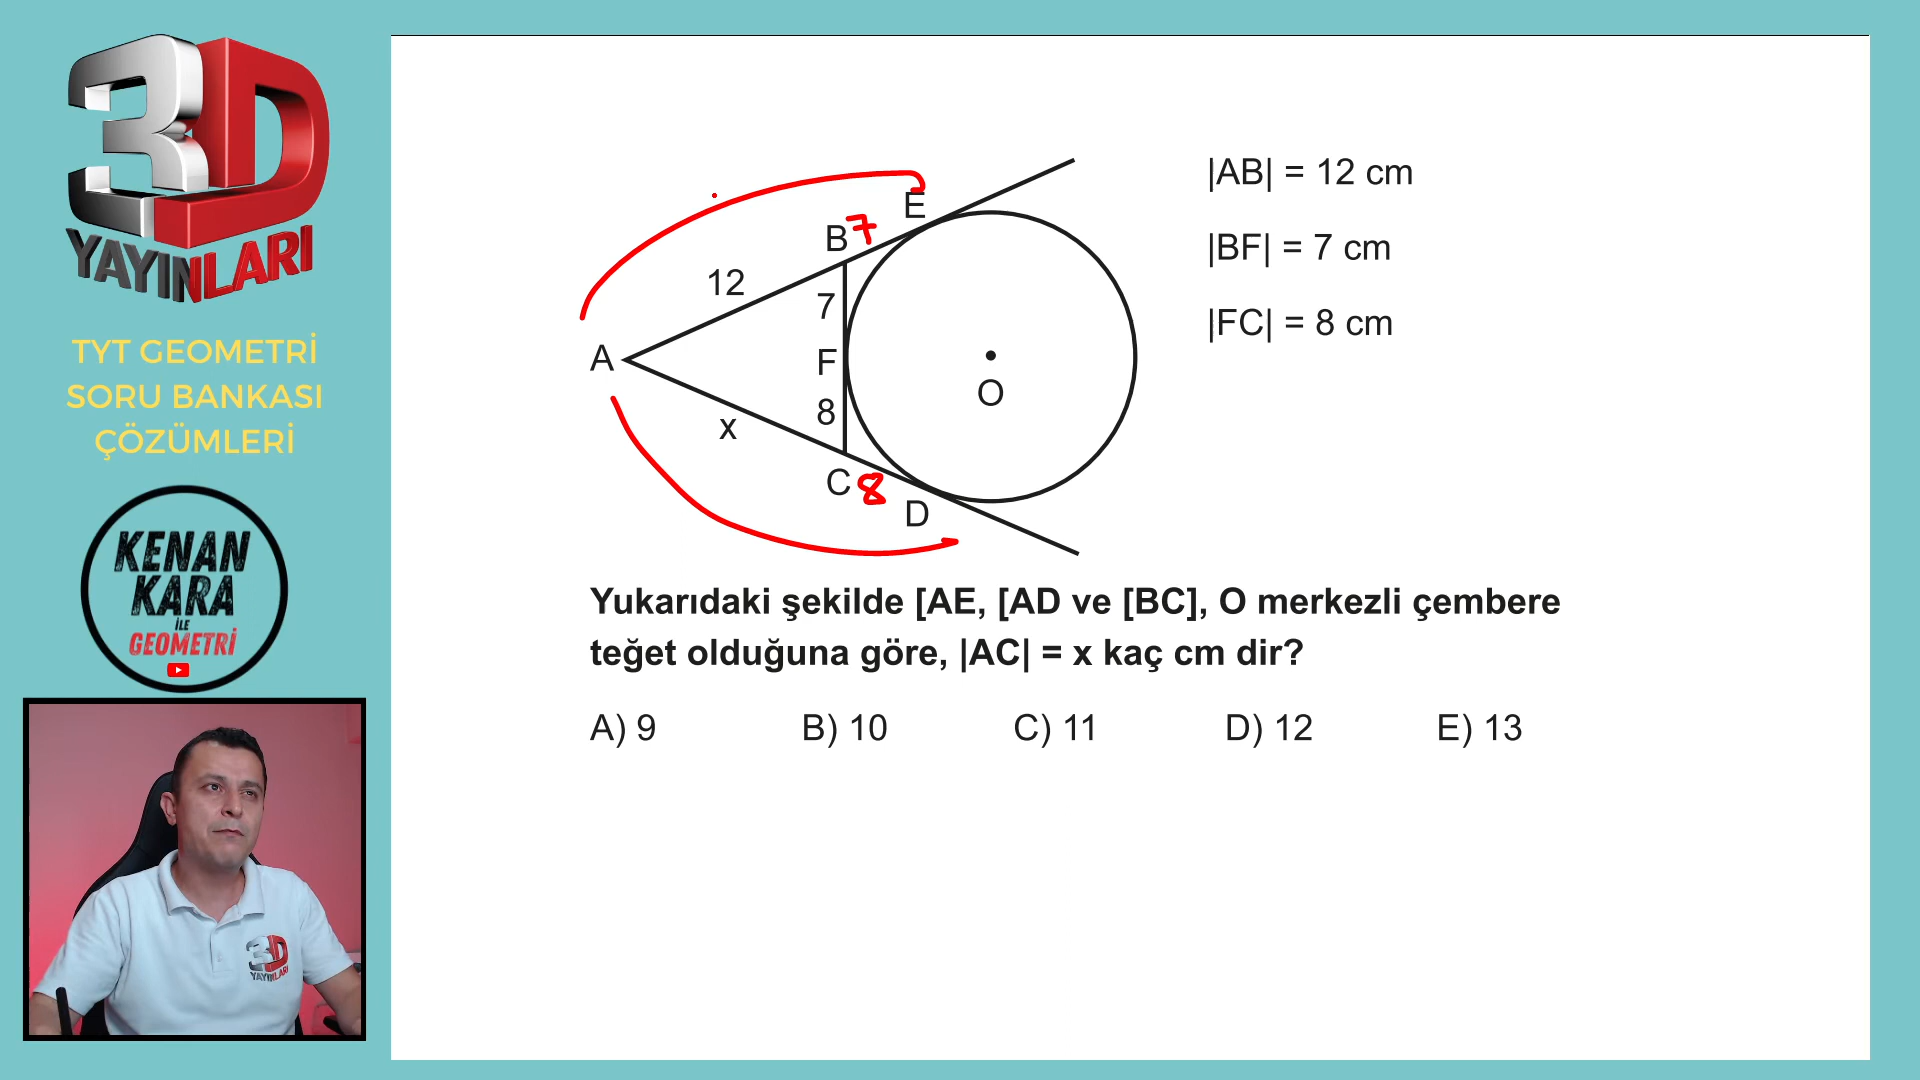 3D
YAYINLARI
TYT GEOMETRİ
SORU BANKASI
ÇÖZÜMLERİ
KENAN
KARA
İLE
GEOMETRİ
3D
YAYINLARI
|AB| = 12 cm
|BF| = 7 cm
|FC| = 8 cm
E
B 7
12
7
A
F
O
8
x
C 8
D
Yukarıdaki şekilde [AE, [AD ve [BC], O merkezli çembere
teğet olduğuna göre, |AC| = x kaç cm dir?
A) 9 B) 10 C) 11 D) 12 E) 13